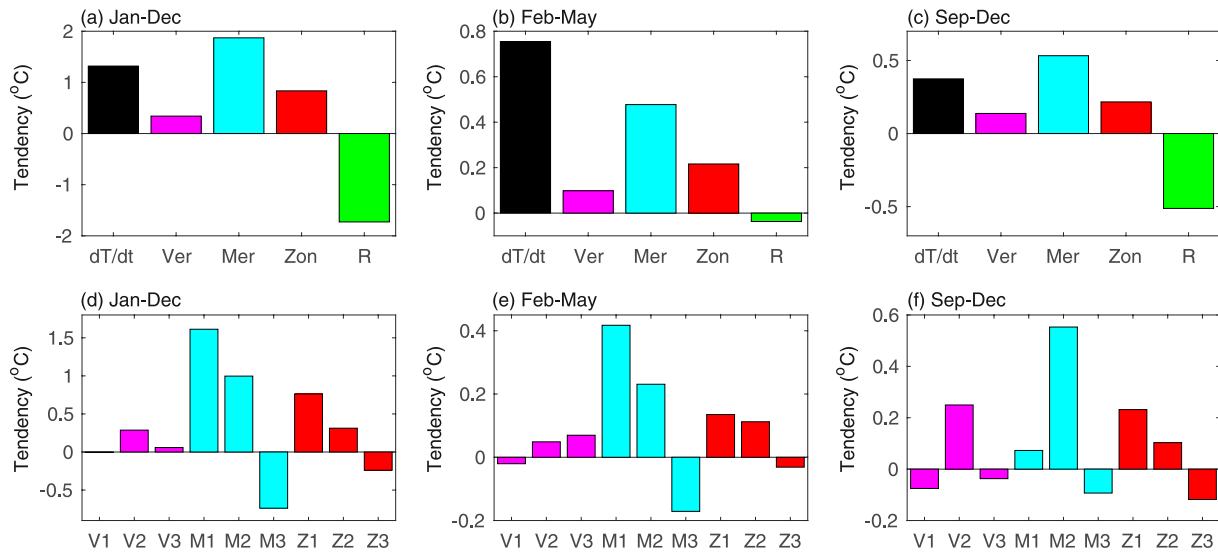 (a) Jan-Dec
Tendency (°C)
2
1
0
-1
-2
dT/dt Ver Mer Zon R
(b) Feb-May
Tendency (°C)
0.8
0.6
0.4
0.2
0
dT/dt Ver Mer Zon R
(c) Sep-Dec
Tendency (°C)
0.5
0
-0.5
dT/dt Ver Mer Zon R
(d) Jan-Dec
Tendency (°C)
1.5
1
0.5
0
-0.5
V1 V2 V3 M1 M2 M3 Z1 Z2 Z3
(e) Feb-May
Tendency (°C)
0.4
0.2
0
-0.2
V1 V2 V3 M1 M2 M3 Z1 Z2 Z3
(f) Sep-Dec
Tendency (°C)
0.6
0.4
0.2
0
-0.2
V1 V2 V3 M1 M2 M3 Z1 Z2 Z3